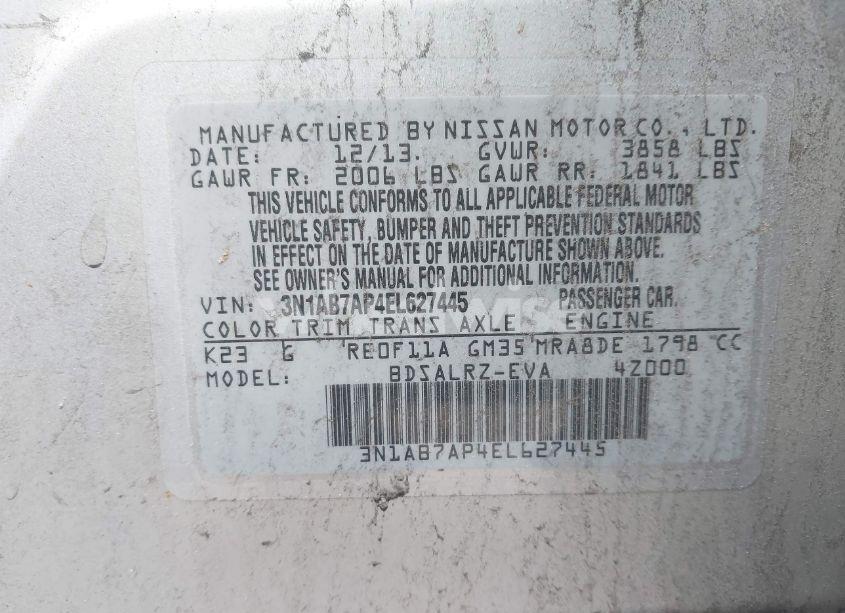 MANUFACTURED BY NISSAN MOTOR CO., LTD.
DATE: 12/13. GVWR: 3858 LBS
GAWR FR: 2006 LBS GAWR RR: 1841 LBS
THIS VEHICLE CONFORMS TO ALL APPLICABLE FEDERAL MOTOR
VEHICLE SAFETY, BUMPER AND THEFT PREVENTION STANDARDS
IN EFFECT ON THE DATE OF MANUFACTURE SHOWN ABOVE.
SEE OWNER'S MANUAL FOR ADDITIONAL INFORMATION.
VIN: 3N1AB7AP4EL627445 PASSENGER CAR.
COLOR TRIM TRANS AXLE ENGINE
K23 G RE0F11A GM35 MRA8DE 1798 CC
MODEL: BDSALRZ-EVA 4Z000
3N1AB7AP4EL627445